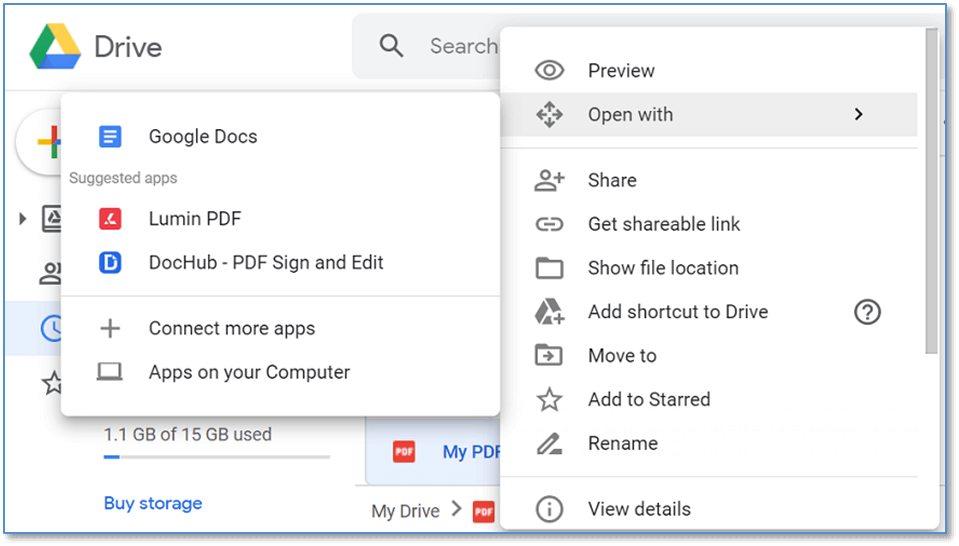 Drive
Search
Preview
Open with
Google Docs
Suggested apps
Lumin PDF
DocHub - PDF Sign and Edit
Connect more apps
Apps on your Computer
Share
Get shareable link
Show file location
Add shortcut to Drive
Move to
Add to Starred
Rename
View details
1.1 GB of 15 GB used
Buy storage
PDF
My PDF
My Drive
PDF